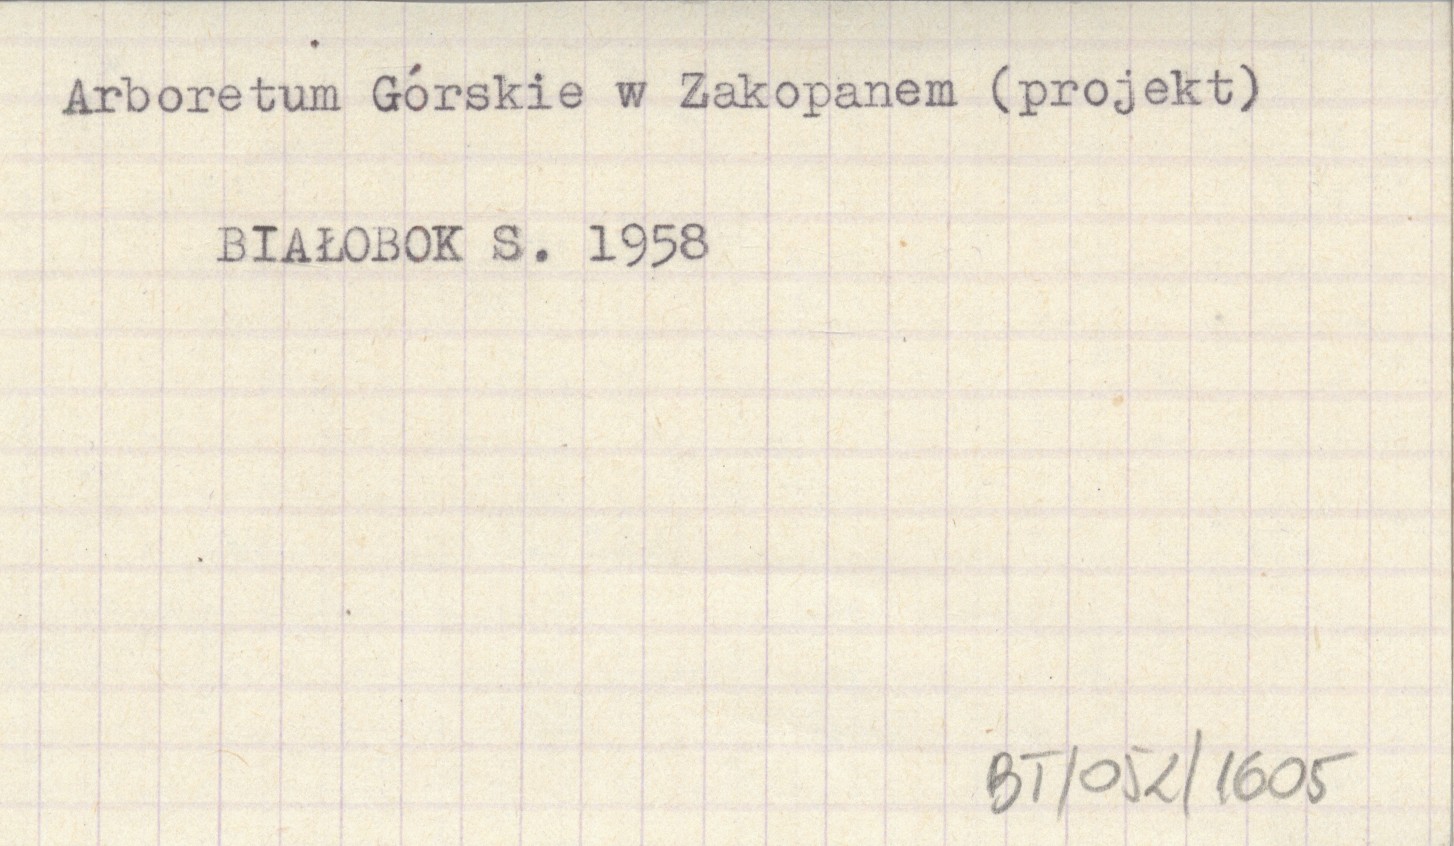 Arboretum Górskie w Zakopanem (projekt)
BIAŁOBOK S. 1958
BT/052/1605